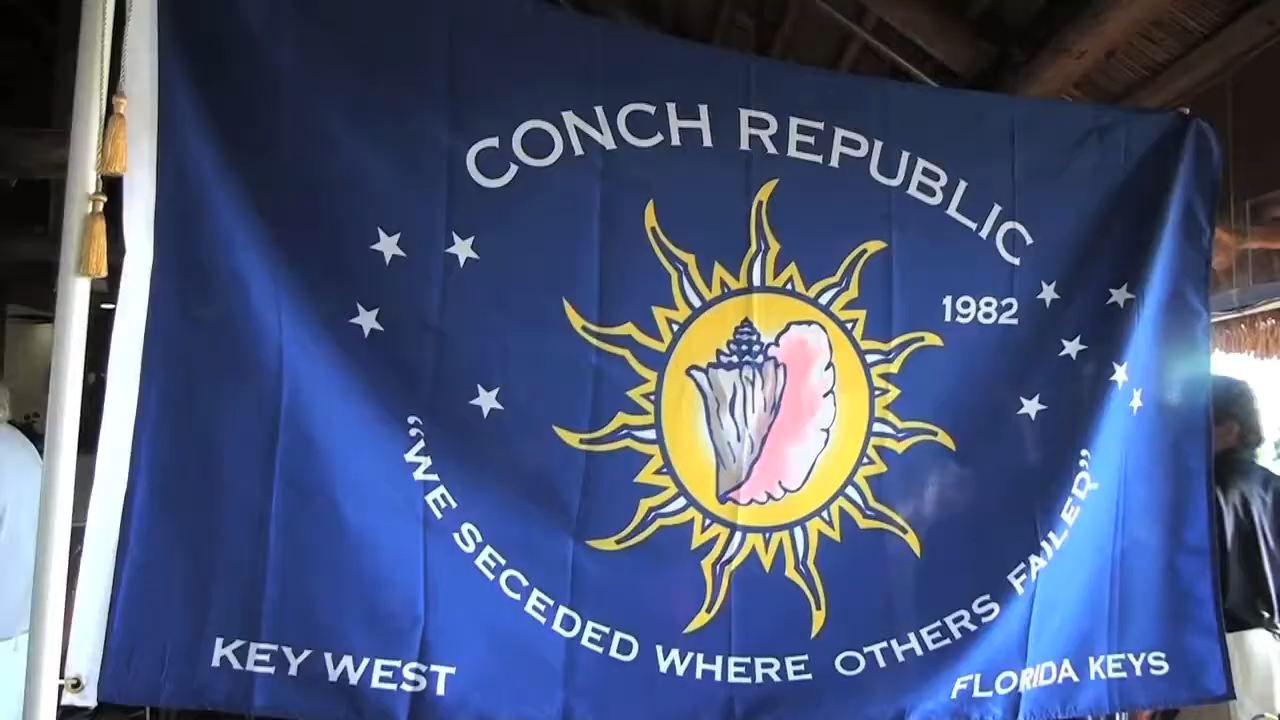 CONCH REPUBLIC
1982
"WE SECEDED WHERE OTHERS FAILED"
KEY WEST
FLORIDA KEYS